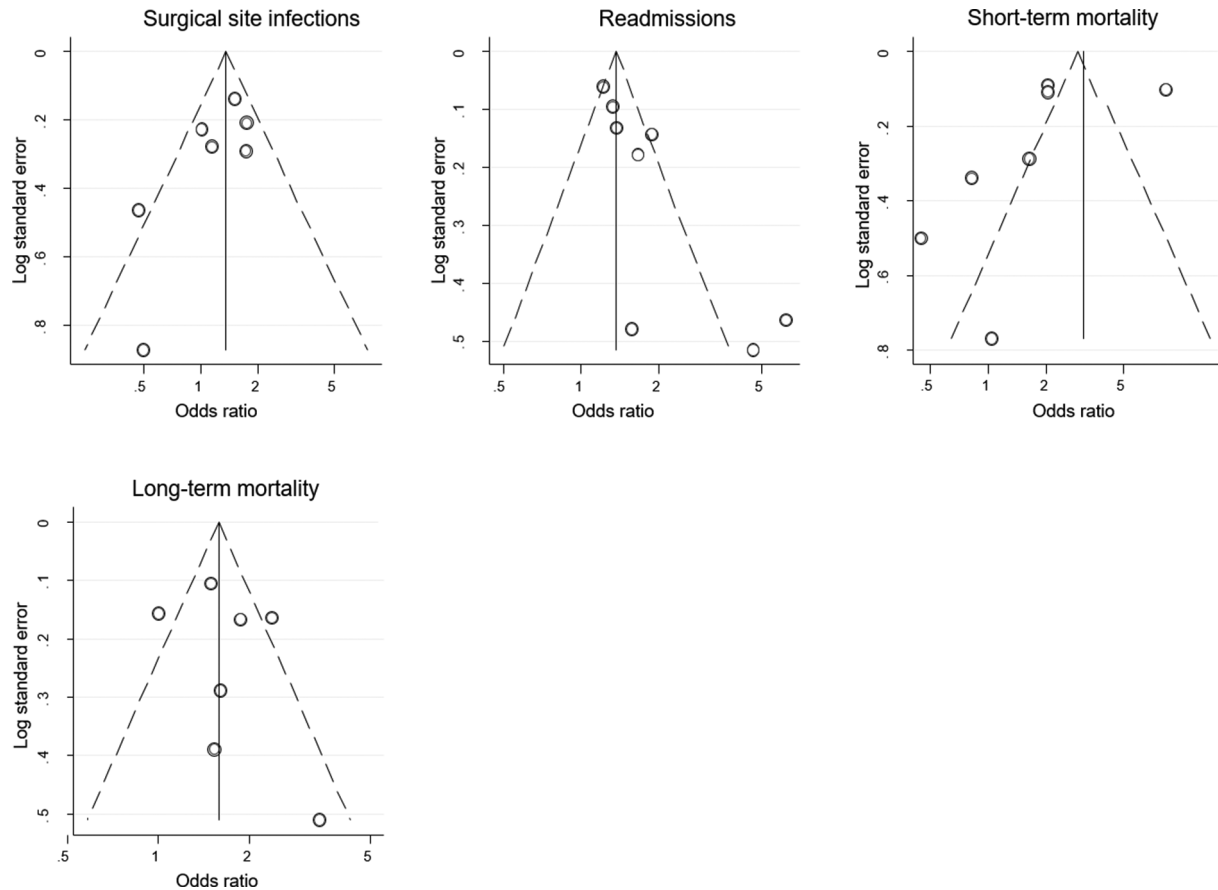 Surgical site infections
0
.2
.4
.6
.8
Log standard error
.5 1 2 5
Odds ratio
Readmissions
0
.1
.2
.3
.4
.5
Log standard error
.5 1 2 5
Odds ratio
Short-term mortality
0
.2
.4
.6
.8
Log standard error
.5 1 2 5
Odds ratio
Long-term mortality
0
.1
.2
.3
.4
.5
Log standard error
.5 1 2 5
Odds ratio